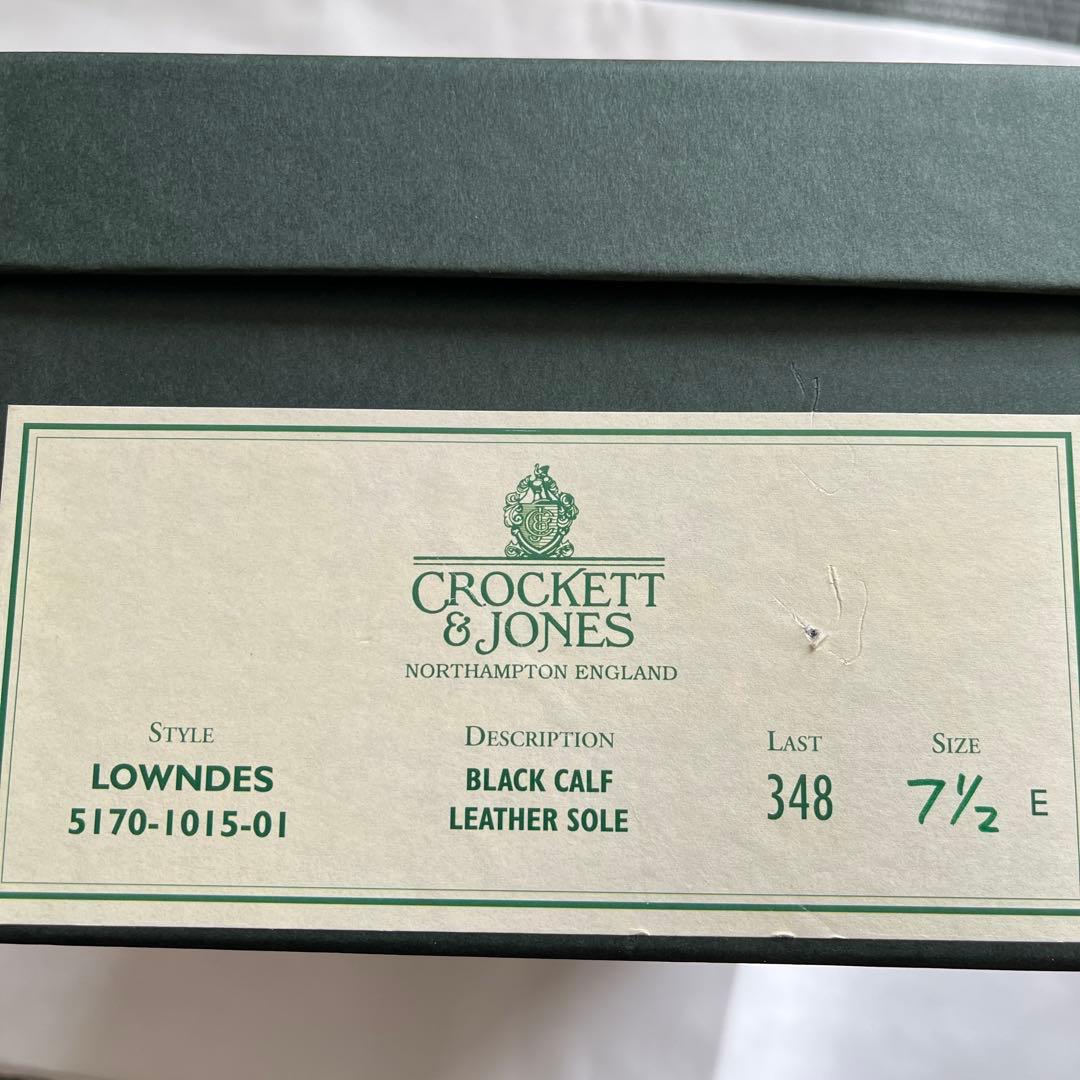 CROCKETT
& JONES
NORTHAMPTON ENGLAND
STYLE DESCRIPTION LAST SIZE
LOWNDES BLACK CALF 348 7½ E
5170-1015-01 LEATHER SOLE